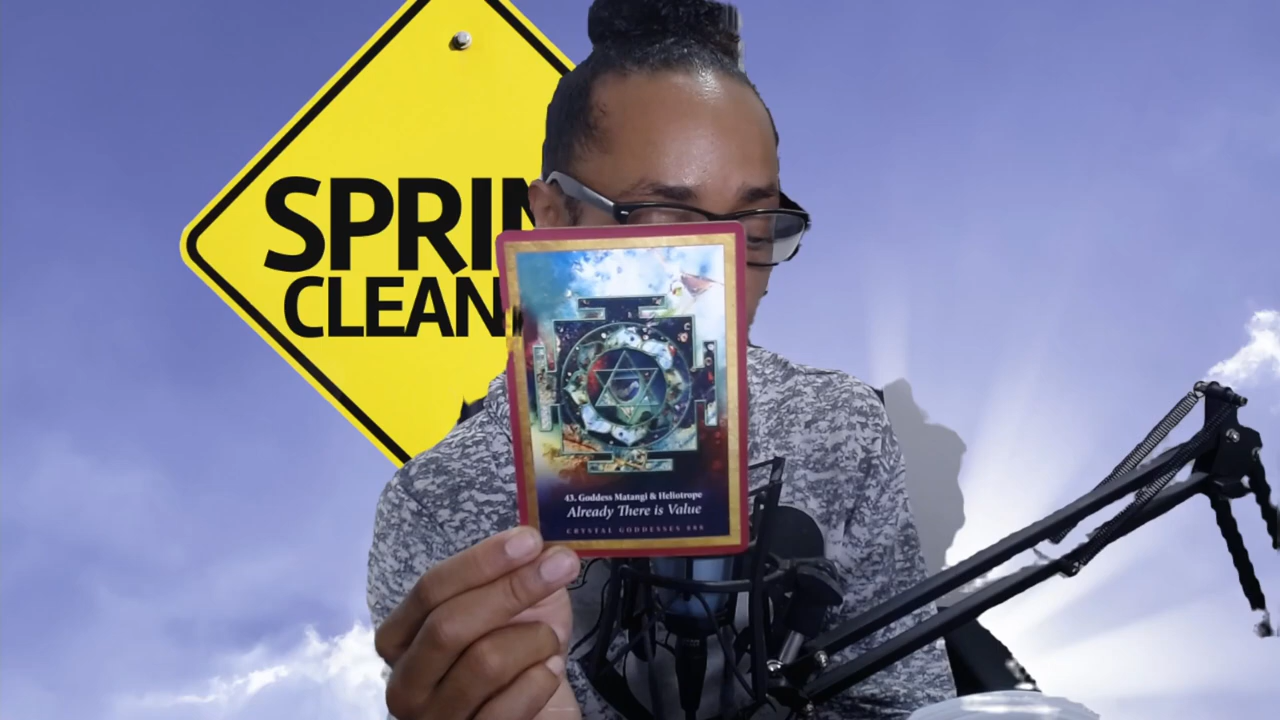 SPRIN
CLEAN
43. Goddess Matangi & Heliotrope
Already There is Value
CRYSTAL GODDESSES 888